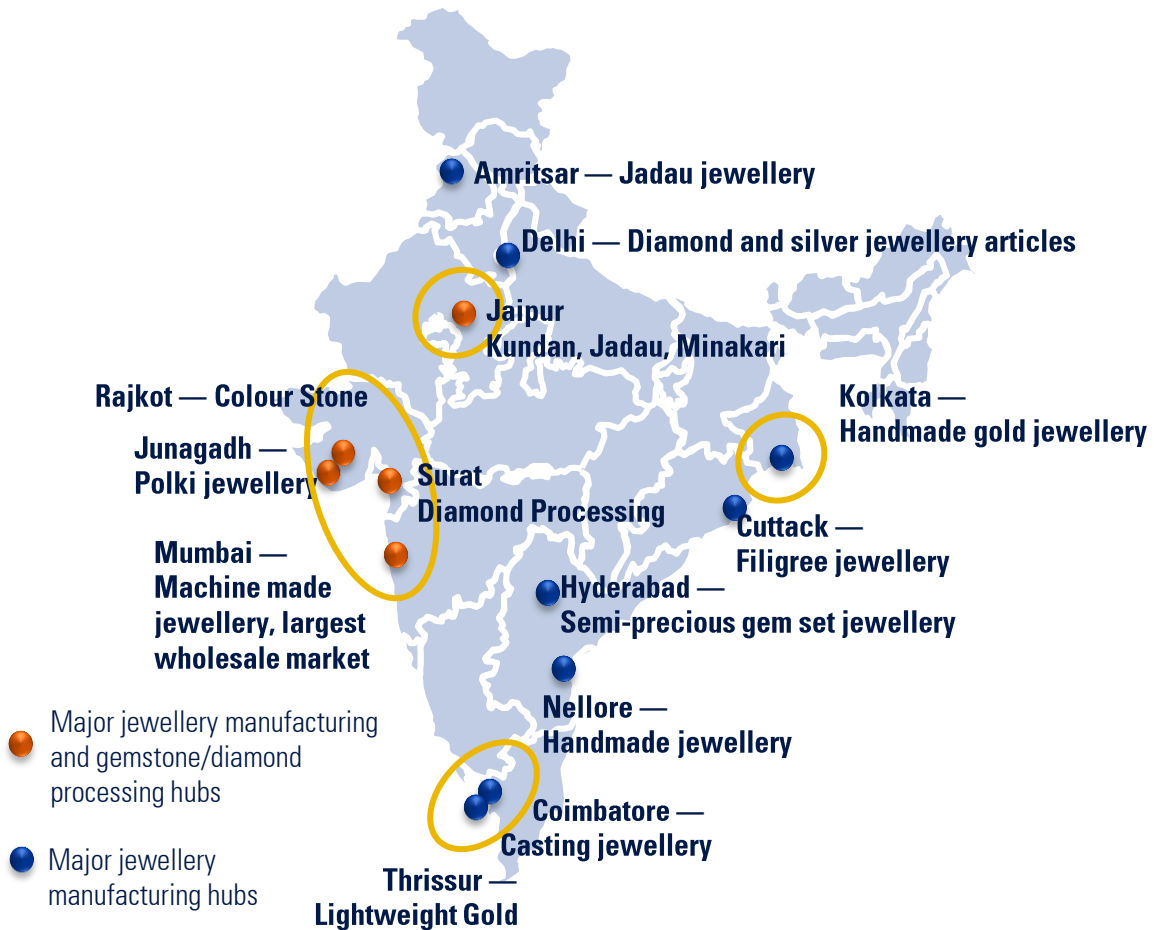 Amritsar — Jadau jewellery
Delhi — Diamond and silver jewellery articles
Jaipur
Kundan, Jadau, Minakari
Rajkot — Colour Stone
Kolkata —
Handmade gold jewellery
Junagadh —
Polki jewellery
Surat
Diamond Processing
Cuttack —
Filigree jewellery
Mumbai —
Machine made
jewellery, largest
wholesale market
Hyderabad —
Semi-precious gem set jewellery
Nellore —
Handmade jewellery
Major jewellery manufacturing
and gemstone/diamond
processing hubs
Coimbatore —
Casting jewellery
Major jewellery
manufacturing hubs
Thrissur —
Lightweight Gold